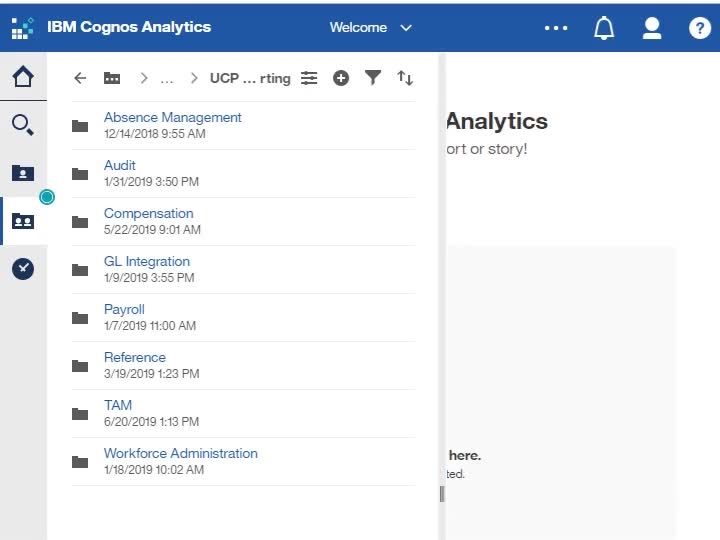 IBM Cognos Analytics
Welcome
...
?
... UCP ... rting
Absence Management
12/14/2018 9:55 AM
Audit
1/31/2019 3:50 PM
Compensation
5/22/2019 9:01 AM
GL Integration
1/9/2019 3:55 PM
Payroll
1/7/2019 11:00 AM
Reference
3/19/2019 1:23 PM
TAM
6/20/2019 1:13 PM
Workforce Administration
1/18/2019 10:02 AM
Analytics
ort or story!
here.
ted.